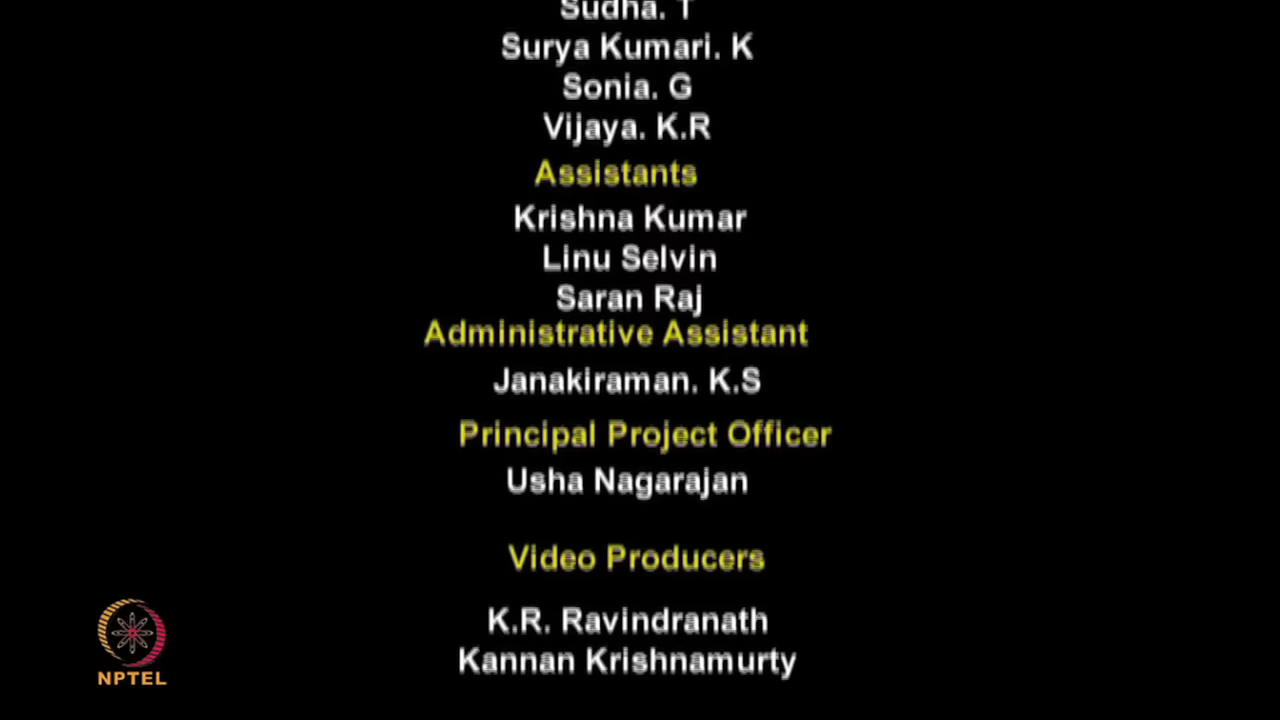 Sudha. T
Surya Kumari. K
Sonia. G
Vijaya. K.R
Assistants
Krishna Kumar
Linu Selvin
Saran Raj
Administrative Assistant
Janakiraman. K.S
Principal Project Officer
Usha Nagarajan
Video Producers
K.R. Ravindranath
Kannan Krishnamurty
NPTEL